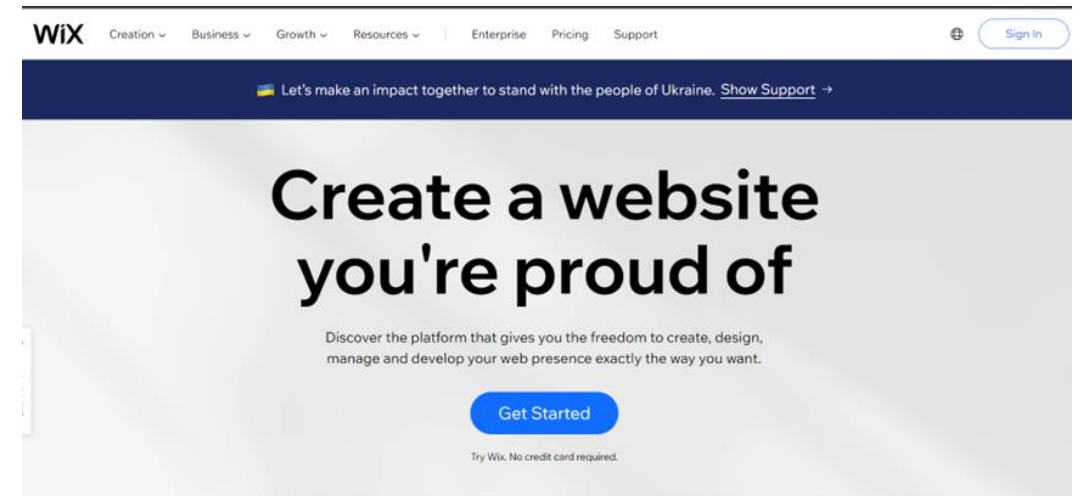 WiX Creation Business Growth Resources Enterprise Pricing Support Sign In
Let's make an impact together to stand with the people of Ukraine. Show Support →
Create a website
you're proud of
Discover the platform that gives you the freedom to create, design,
manage and develop your web presence exactly the way you want.
Get Started
Try Wix. No credit card required.